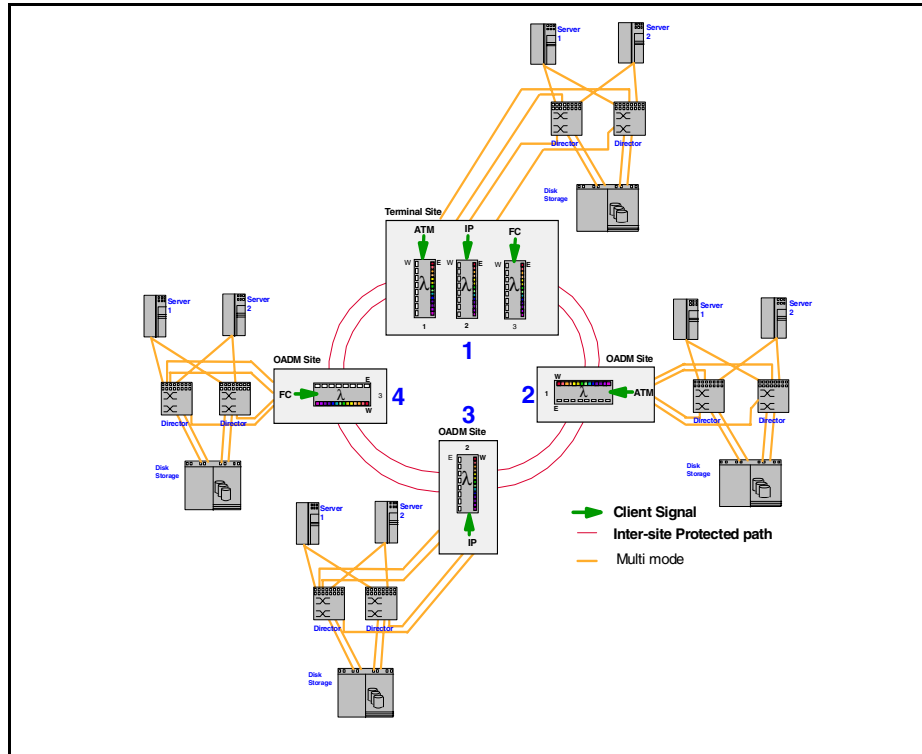 Server
1
Server
2
Director
Director
Disk
Storage
Terminal Site
ATM
IP
FC
W
E
W
E
W
E
λ
λ
λ
1
2
3
1
Server
1
Server
2
Director
Director
Disk
Storage
OADM Site
FC
E
λ
W
3
4
OADM Site
2
W
1
λ
E
ATM
Server
1
Server
2
Director
Director
Disk
Storage
3
OADM Site
2
E
W
λ
IP
Server
1
Server
2
Director
Director
Disk
Storage
Client Signal
Inter-site Protected path
Multi mode